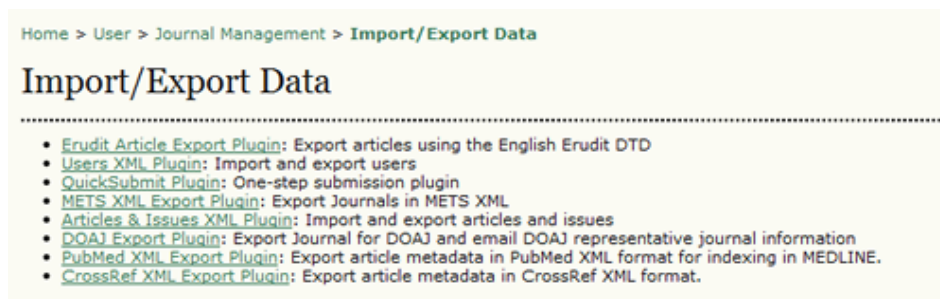 Home > User > Journal Management > Import/Export Data
Import/Export Data
• Erudit Article Export Plugin: Export articles using the English Erudit DTD
• Users XML Plugin: Import and export users
• QuickSubmit Plugin: One-step submission plugin
• METS XML Export Plugin: Export Journals in METS XML
• Articles & Issues XML Plugin: Import and export articles and issues
• DOAJ Export Plugin: Export Journal for DOAJ and email DOAJ representative journal information
• PubMed XML Export Plugin: Export article metadata in PubMed XML format for indexing in MEDLINE.
• CrossRef XML Export Plugin: Export article metadata in CrossRef XML format.